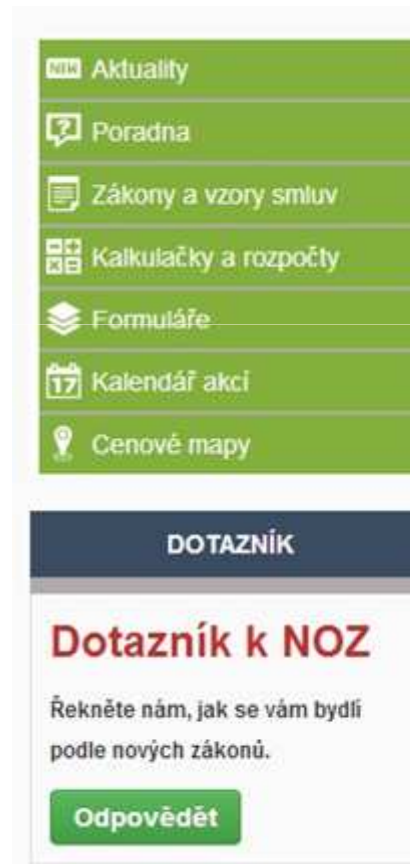 Aktuality
Poradna
Zákony a vzory smluv
Kalkulačky a rozpočty
Formuláře
17 Kalendář akcí
Cenové mapy
DOTAZNÍK
Dotazník k NOZ
Řekněte nám, jak se vám bydlí
podle nových zákonů.
Odpovědět